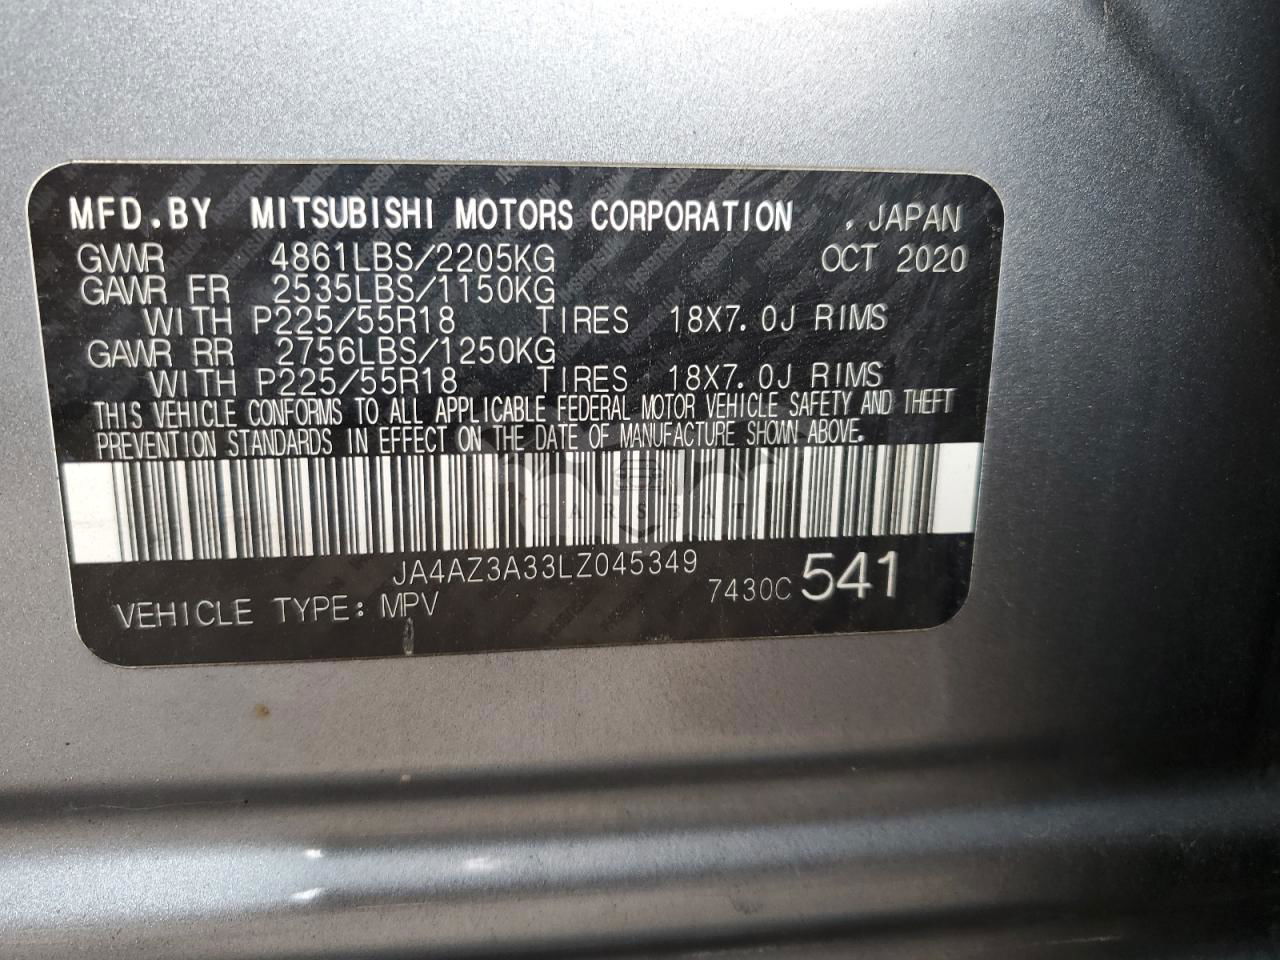 MFD.BY MITSUBISHI MOTORS CORPORATION . JAPAN
GVWR 4861LBS/2205KG OCT 2020
GAWR FR 2535LBS/1150KG
WITH P225/55R18 TIRES 18X7.0J RIMS
GAWR RR 2756LBS/1250KG
WITH P225/55R18 TIRES 18X7.0J RIMS
THIS VEHICLE CONFORMS TO ALL APPLICABLE FEDERAL MOTOR VEHICLE SAFETY AND THEFT
PREVENTION STANDARDS IN EFFECT ON THE DATE OF MANUFACTURE SHOWN ABOVE.
CARSBAT
JA4AZ3A33LZ045349
7430C 541
VEHICLE TYPE: MPV